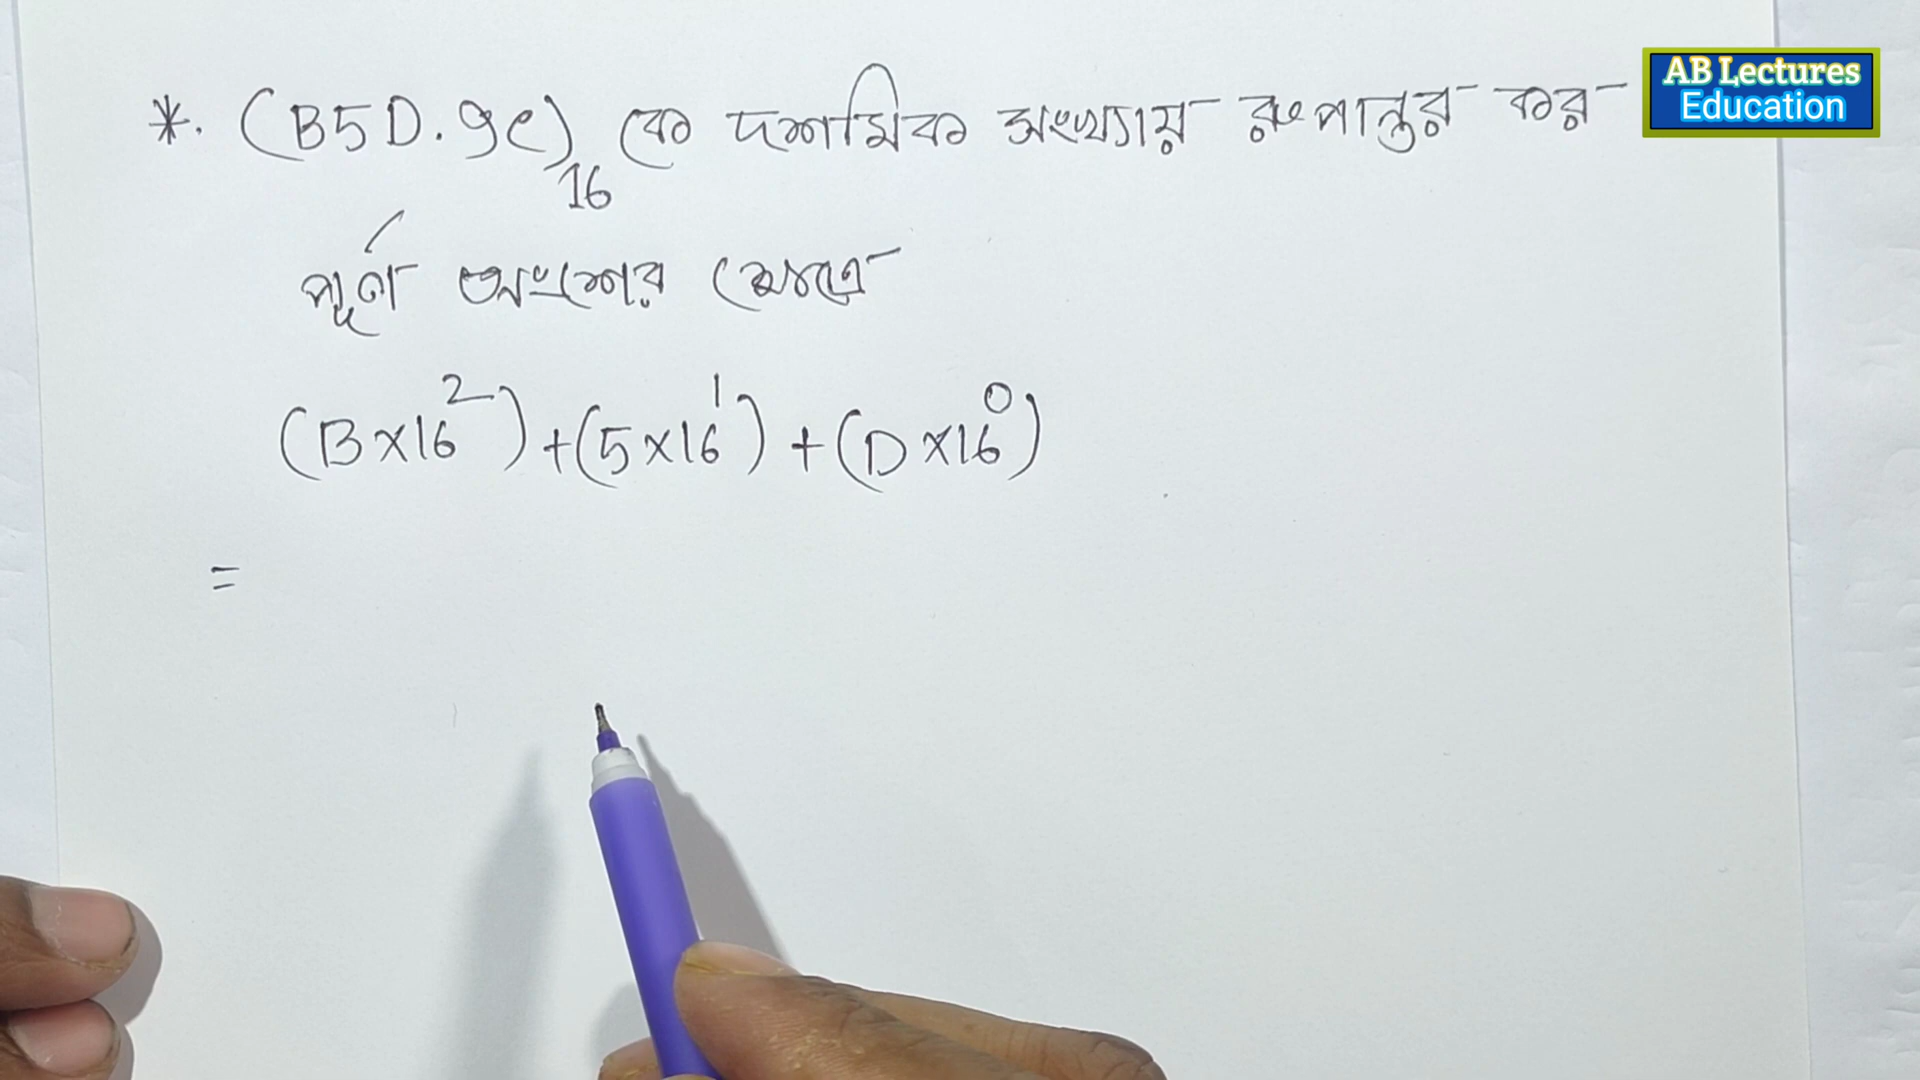 *. (B5D.9C)₁₆ কে দশমিক সংখ্যায় রুপান্তর কর
পূর্ণ অংশের ক্ষেত্রে
(B×16²)+(5×16¹)+(D×16⁰)
=
AB Lectures
Education